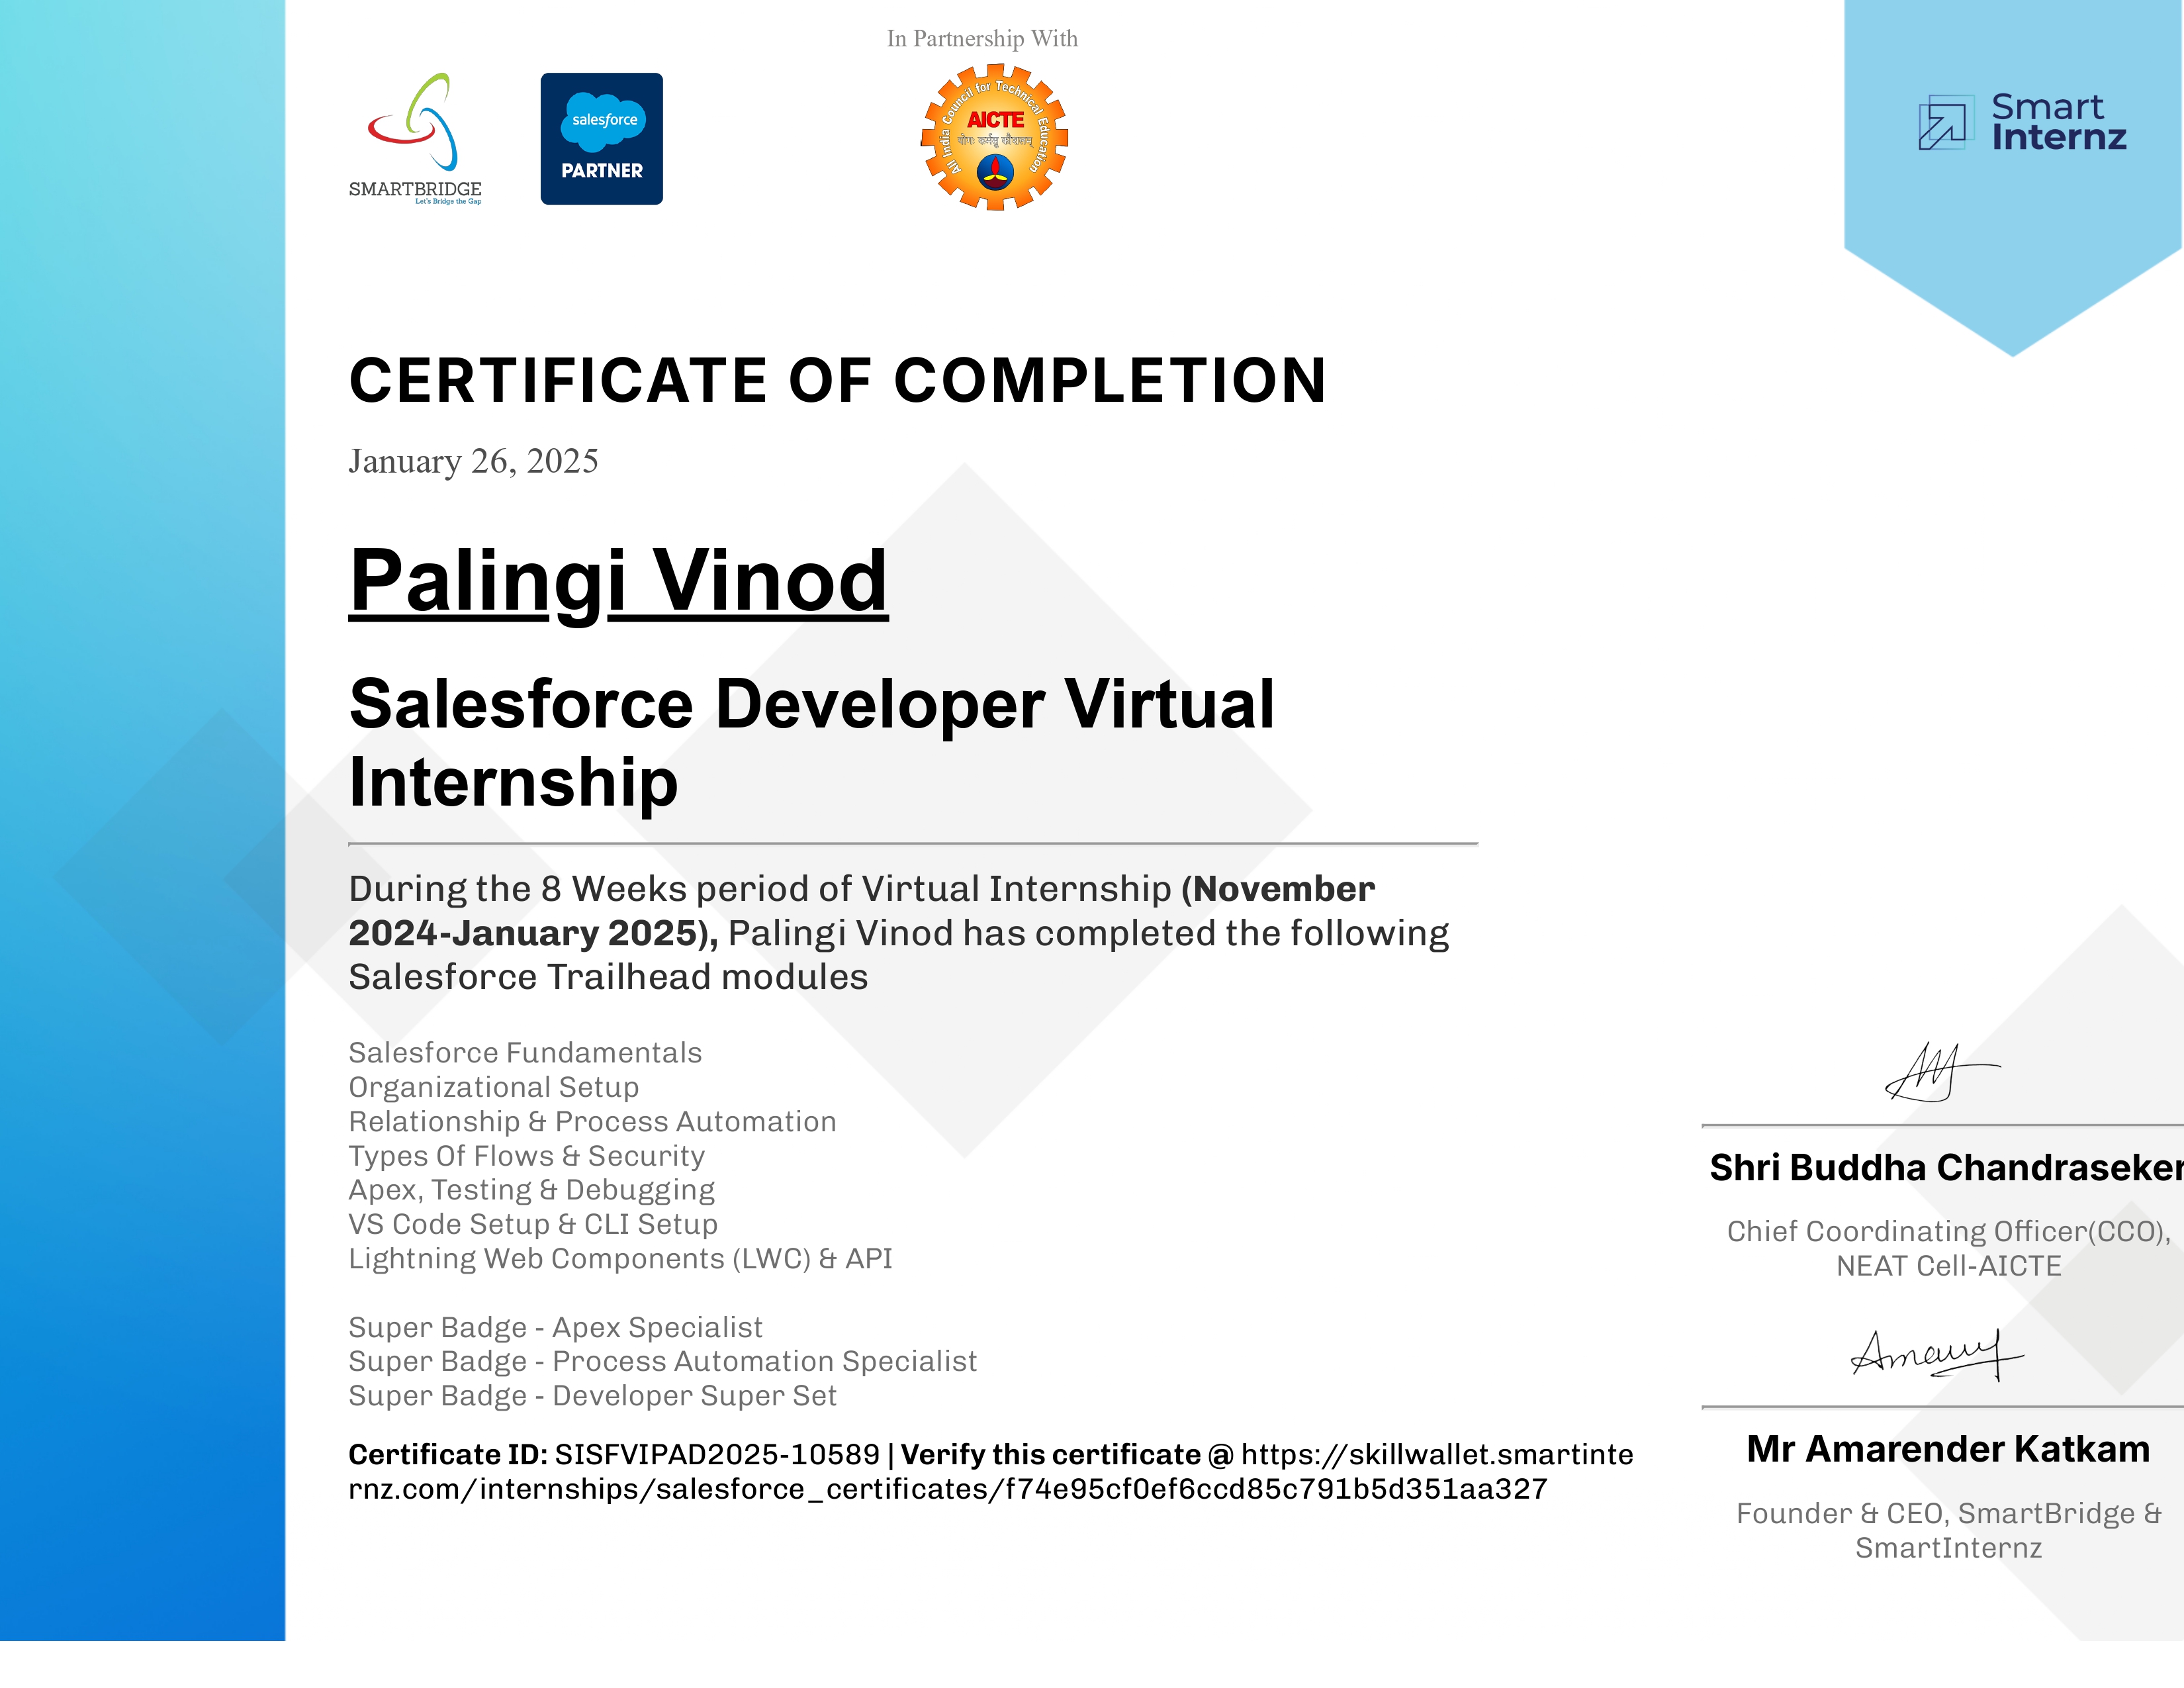 In Partnership With
SMARTBRIDGE
Let's Bridge the Gap
salesforce
PARTNER
All India Council for Technical Education
AICTE
योगः कर्मसु कौशलम्
Smart
Internz
CERTIFICATE OF COMPLETION
January 26, 2025
Palingi Vinod
Salesforce Developer Virtual
Internship
During the 8 Weeks period of Virtual Internship (November
2024-January 2025), Palingi Vinod has completed the following
Salesforce Trailhead modules
Salesforce Fundamentals
Organizational Setup
Relationship & Process Automation
Types Of Flows & Security
Apex, Testing & Debugging
VS Code Setup & CLI Setup
Lightning Web Components (LWC) & API
Super Badge - Apex Specialist
Super Badge - Process Automation Specialist
Super Badge - Developer Super Set
Certificate ID: SISFVIPAD2025-10589 | Verify this certificate @ https://skillwallet.smartinte
rnz.com/internships/salesforce_certificates/f74e95cf0ef6ccd85c791b5d351aa327
Shri Buddha Chandraseker
Chief Coordinating Officer(CCO),
NEAT Cell-AICTE
Mr Amarender Katkam
Founder & CEO, SmartBridge &
SmartInternz